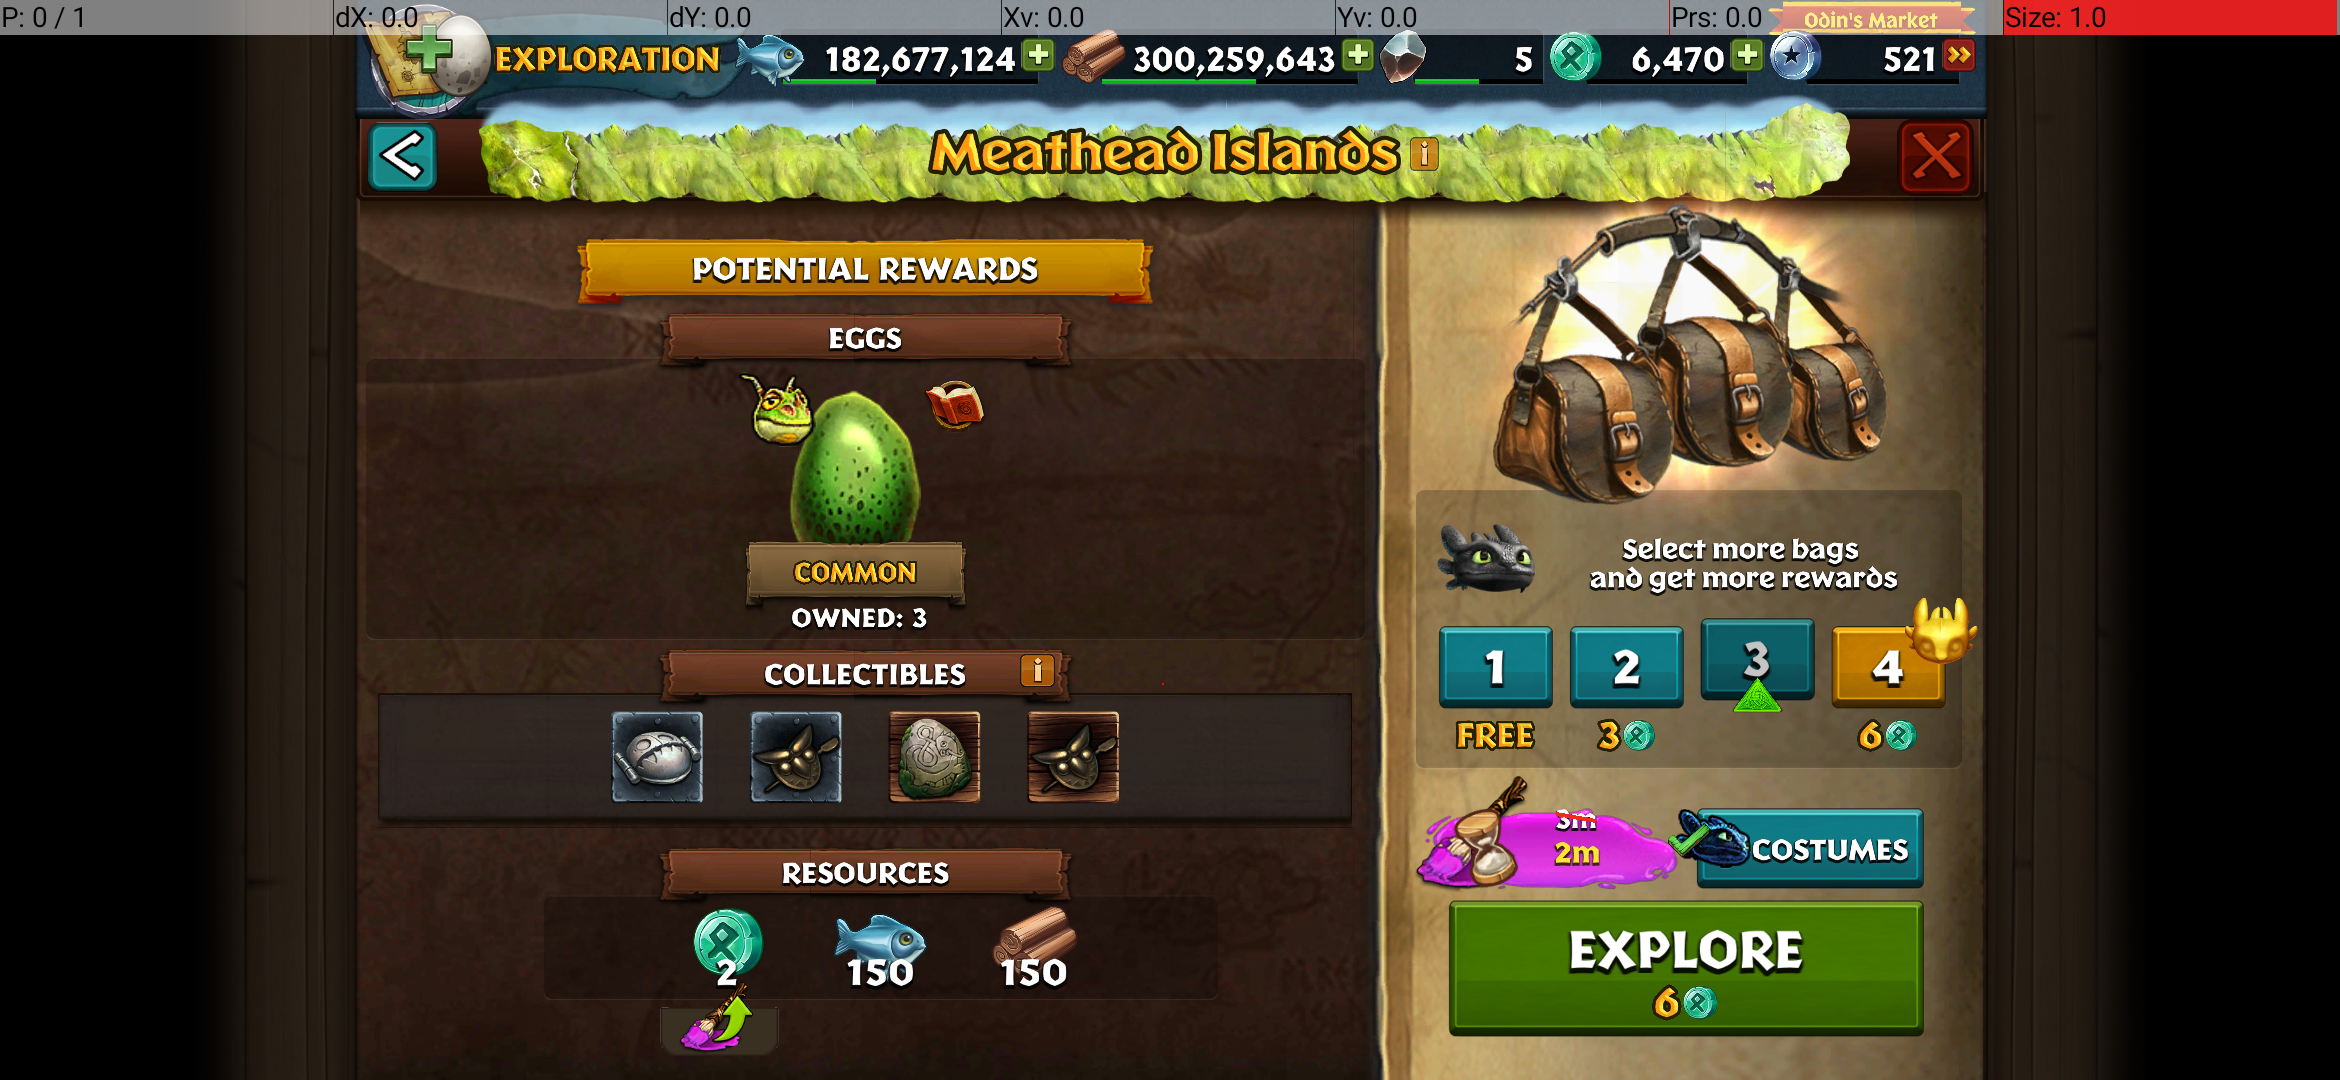 P: 0 / 1
dX: 0.0
dY: 0.0
Xv: 0.0
Yv: 0.0
Prs: 0.0
Size: 1.0
Odin's Market
EXPLORATION
182,677,124
300,259,643
5
6,470
521
Meathead Islands
i
POTENTIAL REWARDS
EGGS
COMMON
OWNED: 3
COLLECTIBLES
i
RESOURCES
2
150
150
Select more bags
and get more rewards
1
2
3
4
FREE
3
6
3m
2m
COSTUMES
EXPLORE
6